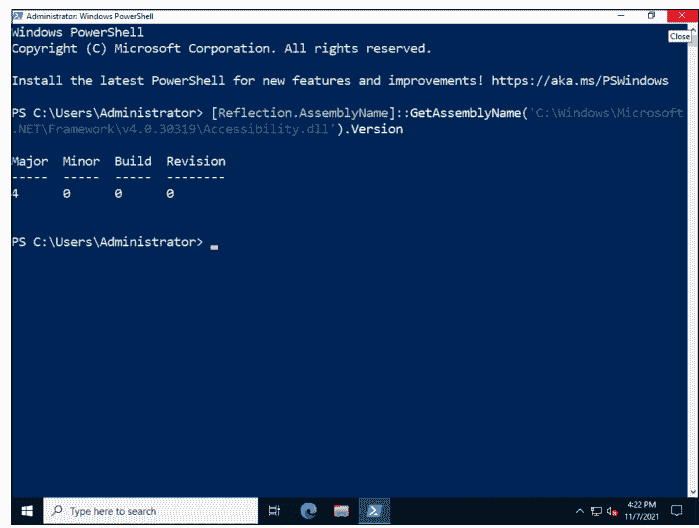 Administrator: Windows PowerShell
Close
Windows PowerShell
Copyright (C) Microsoft Corporation. All rights reserved.
Install the latest PowerShell for new features and improvements! https://aka.ms/PSWindows
PS C:\Users\Administrator> [Reflection.AssemblyName]::GetAssemblyName('C:\Windows\Microsoft
.NET\Framework\v4.0.30319\Accessibility.dll').Version
Major Minor Build Revision
----- ----- ----- --------
4 0 0 0
PS C:\Users\Administrator>
Type here to search
4:22 PM
11/7/2021